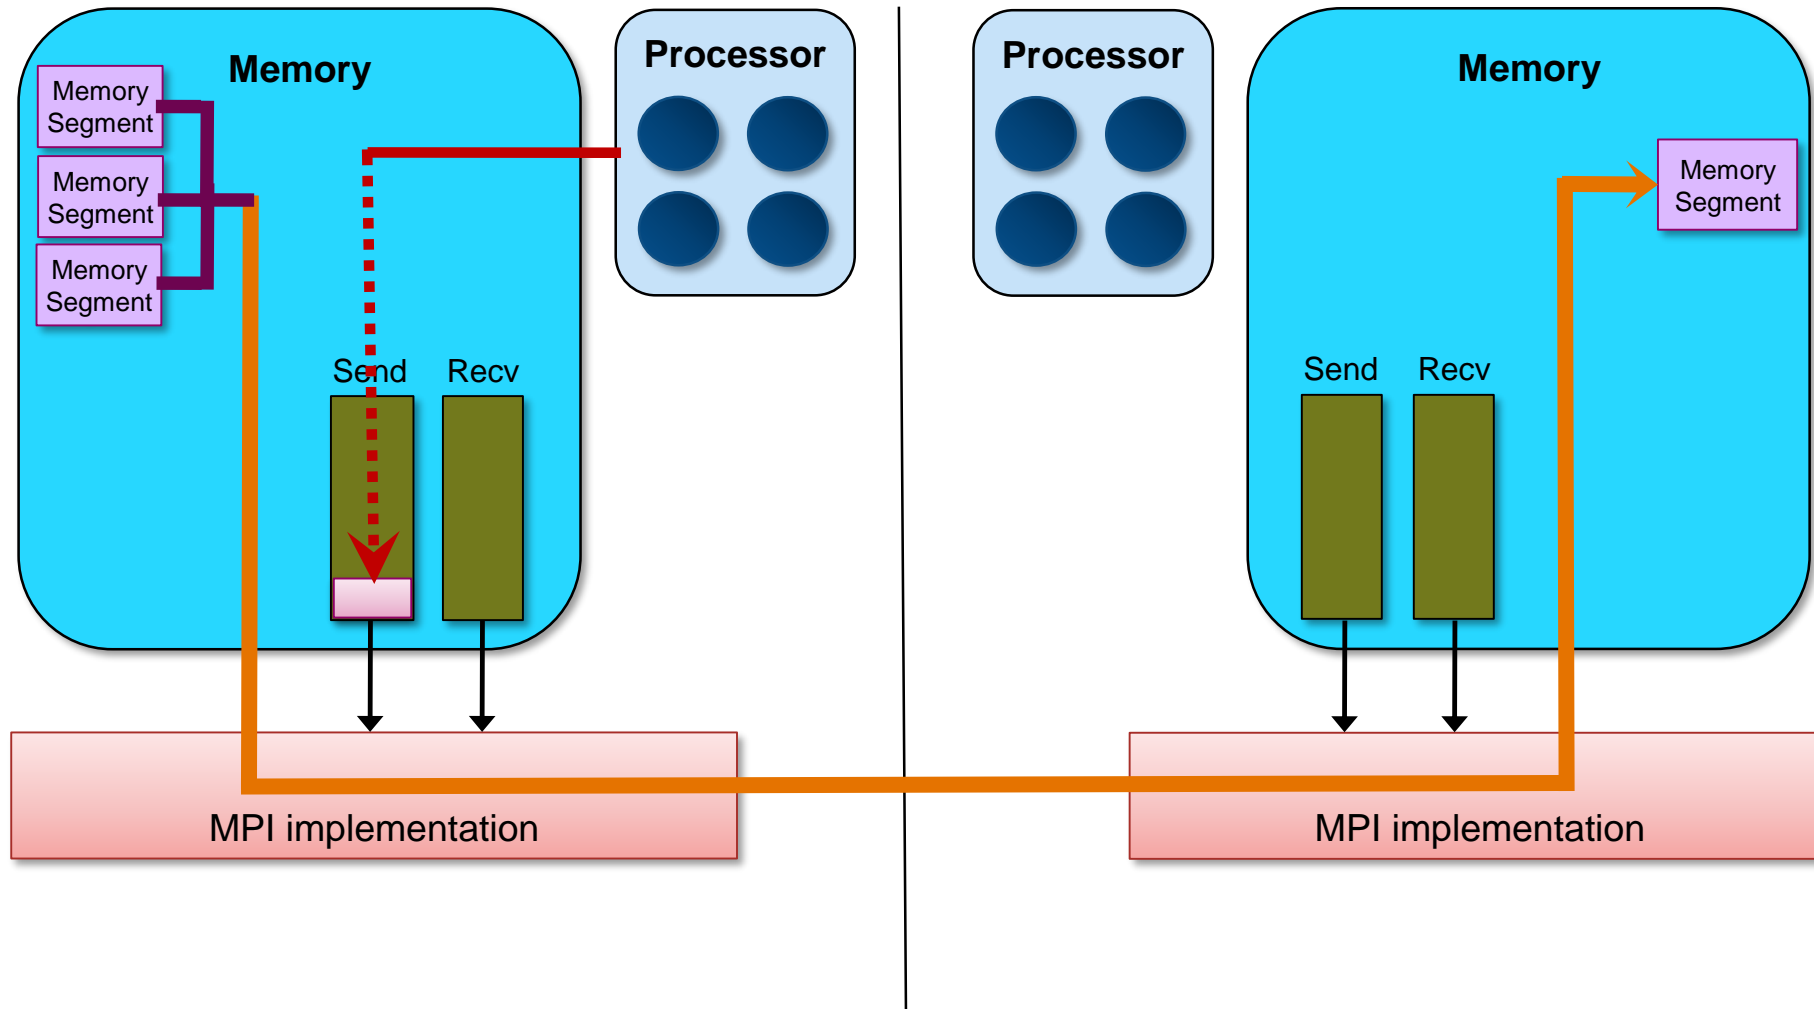 Memory
Processor
Memory
Segment
Memory
Segment
Memory
Segment
Send
Recv
MPI implementation
Processor
Memory
Memory
Segment
Send
Recv
MPI implementation